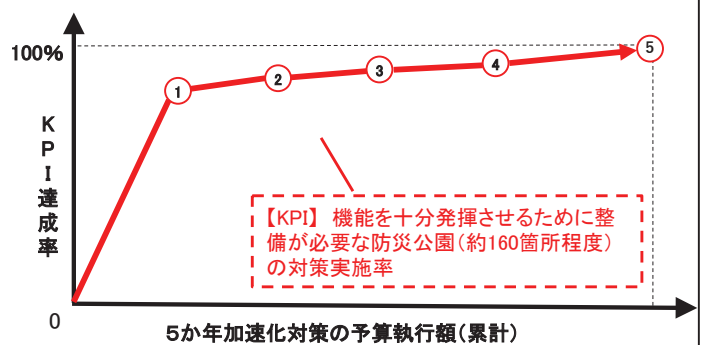 100%
KPI達成率
1
2
3
4
5
【KPI】 機能を十分発揮させるために整
備が必要な防災公園(約160箇所程度)
の対策実施率
0
5か年加速化対策の予算執行額(累計)